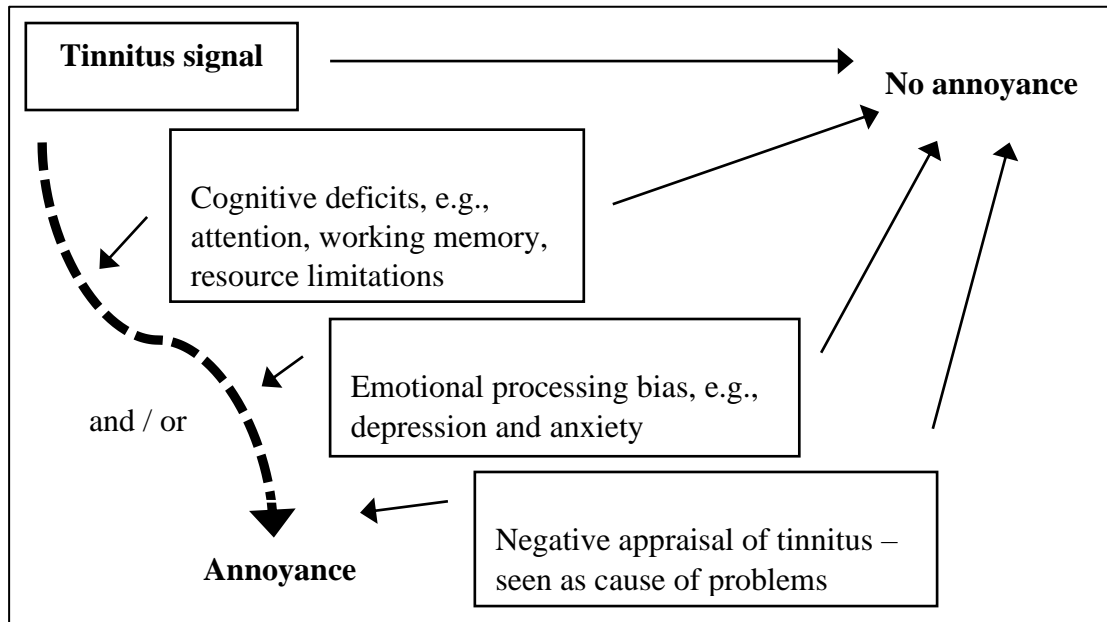 Tinnitus signal
No annoyance
Cognitive deficits, e.g.,
attention, working memory,
resource limitations
Emotional processing bias, e.g.,
depression and anxiety
and / or
Negative appraisal of tinnitus –
seen as cause of problems
Annoyance